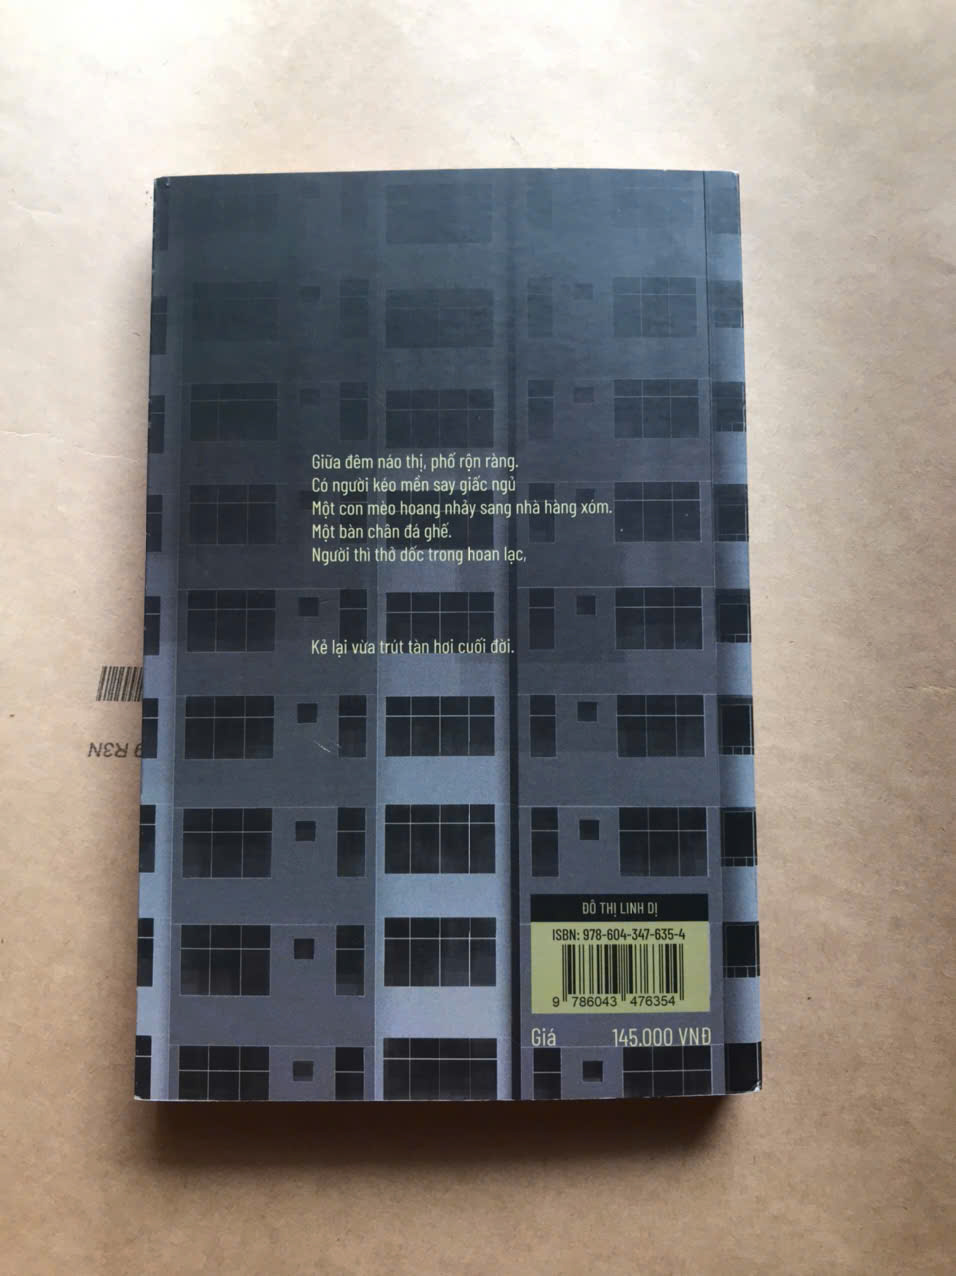 Giữa đêm náo thị, phố rộn ràng.
Có người kéo mền say giấc ngủ
Một con mèo hoang nhảy sang nhà hàng xóm.
Một bàn chân đá ghế.
Người thì thở dốc trong hoan lạc,
Kẻ lại vừa trút tàn hơi cuối đời.
R3N
ĐÔ THỊ LINH DỊ
ISBN: 978-604-347-635-4
9 786043 476354
Giá 145.000 VNĐ